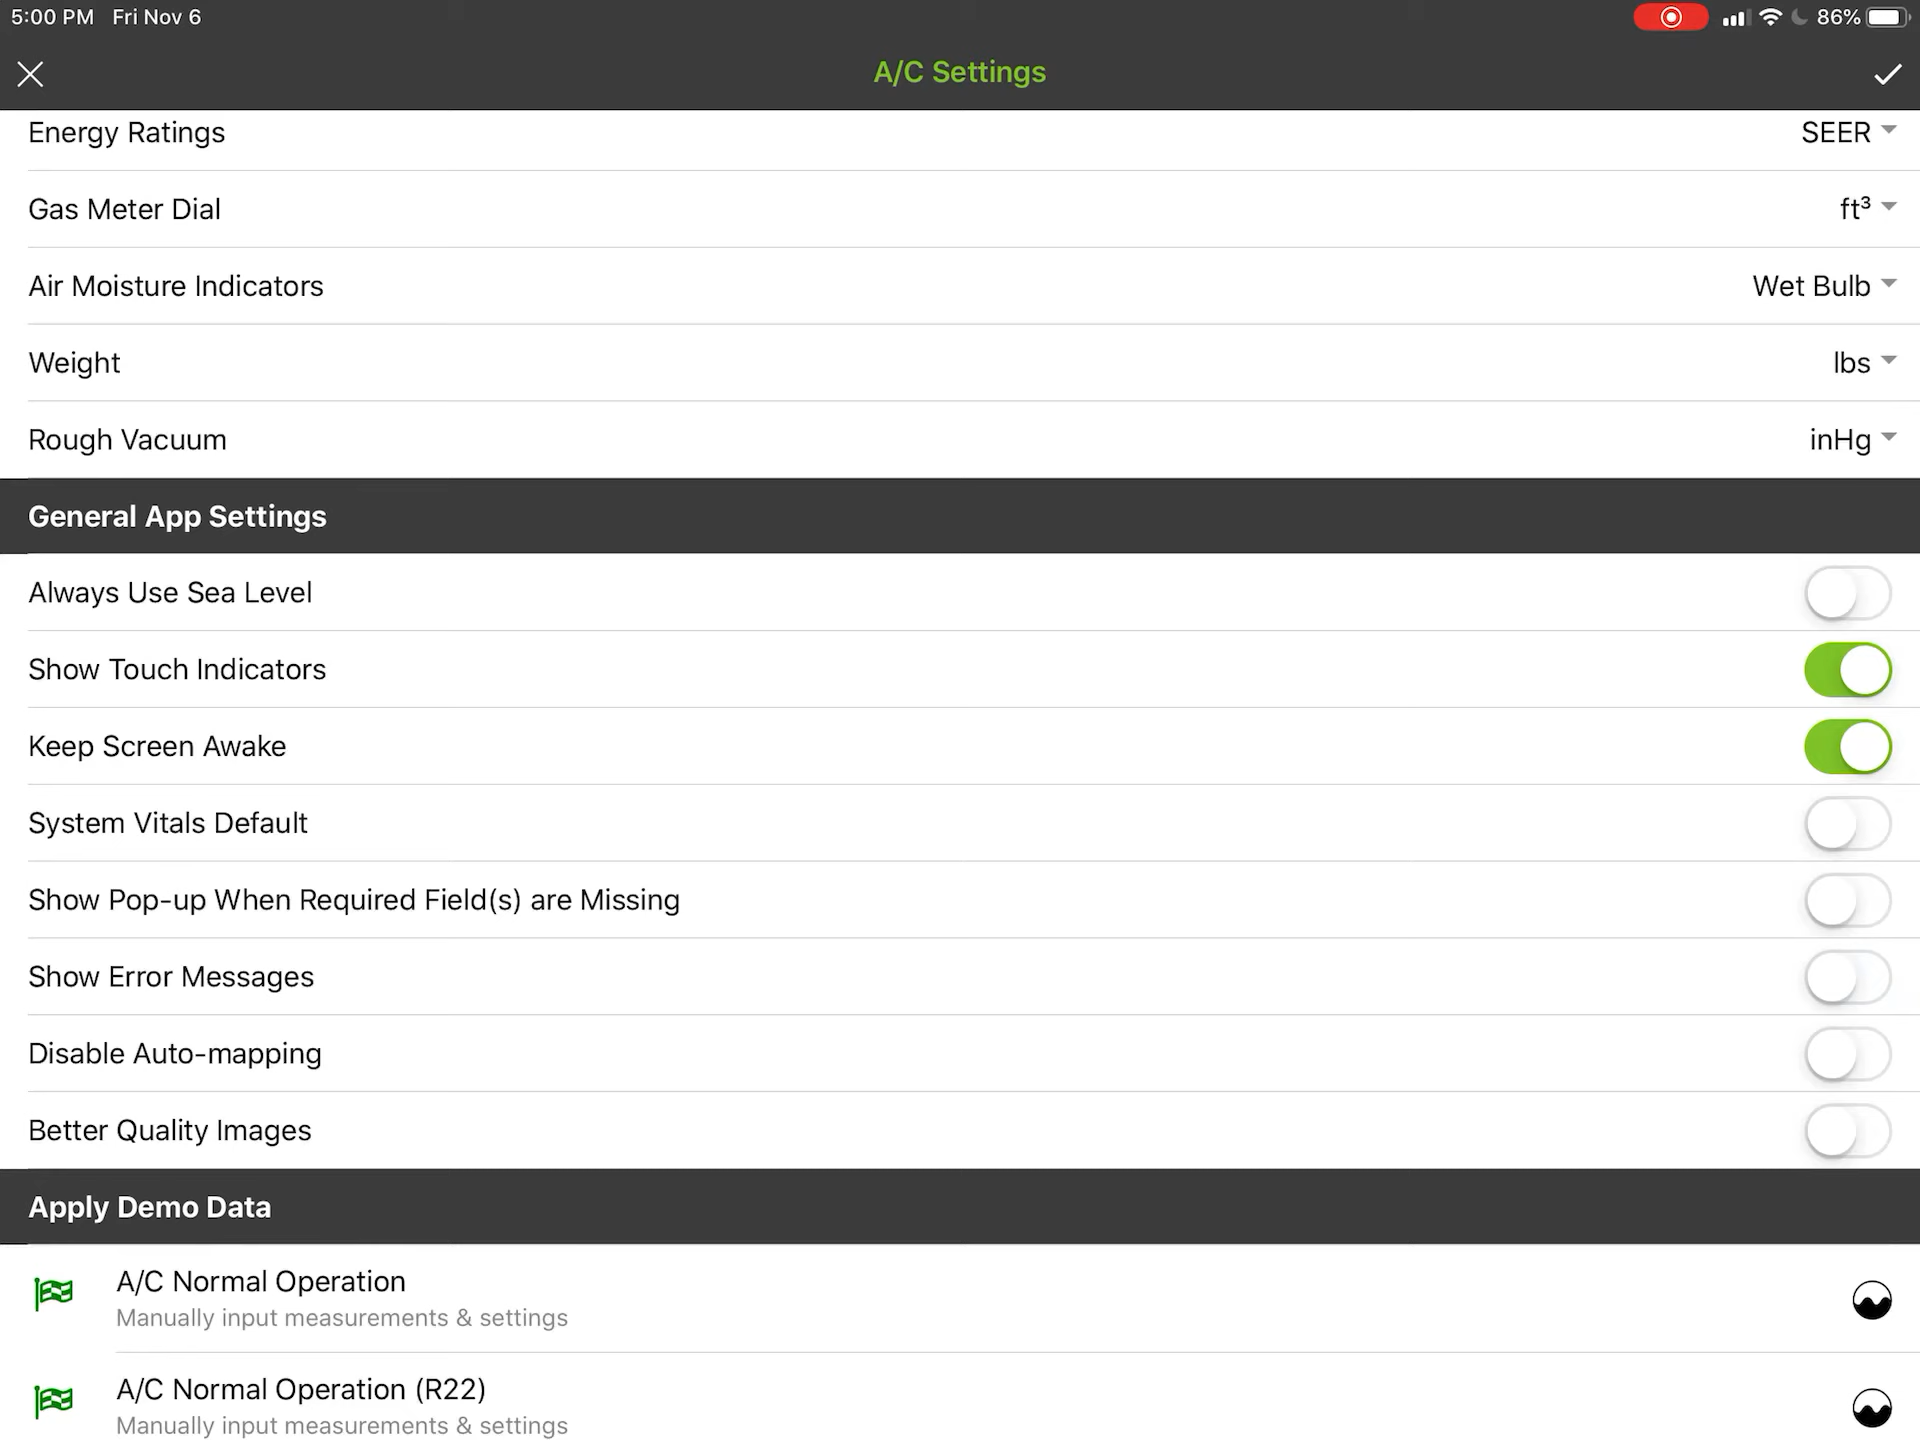 5:00 PM Fri Nov 6
86%
A/C Settings
Energy Ratings SEER
Gas Meter Dial ft³
Air Moisture Indicators Wet Bulb
Weight lbs
Rough Vacuum inHg
General App Settings
Always Use Sea Level
Show Touch Indicators
Keep Screen Awake
System Vitals Default
Show Pop-up When Required Field(s) are Missing
Show Error Messages
Disable Auto-mapping
Better Quality Images
Apply Demo Data
A/C Normal Operation
Manually input measurements & settings
A/C Normal Operation (R22)
Manually input measurements & settings